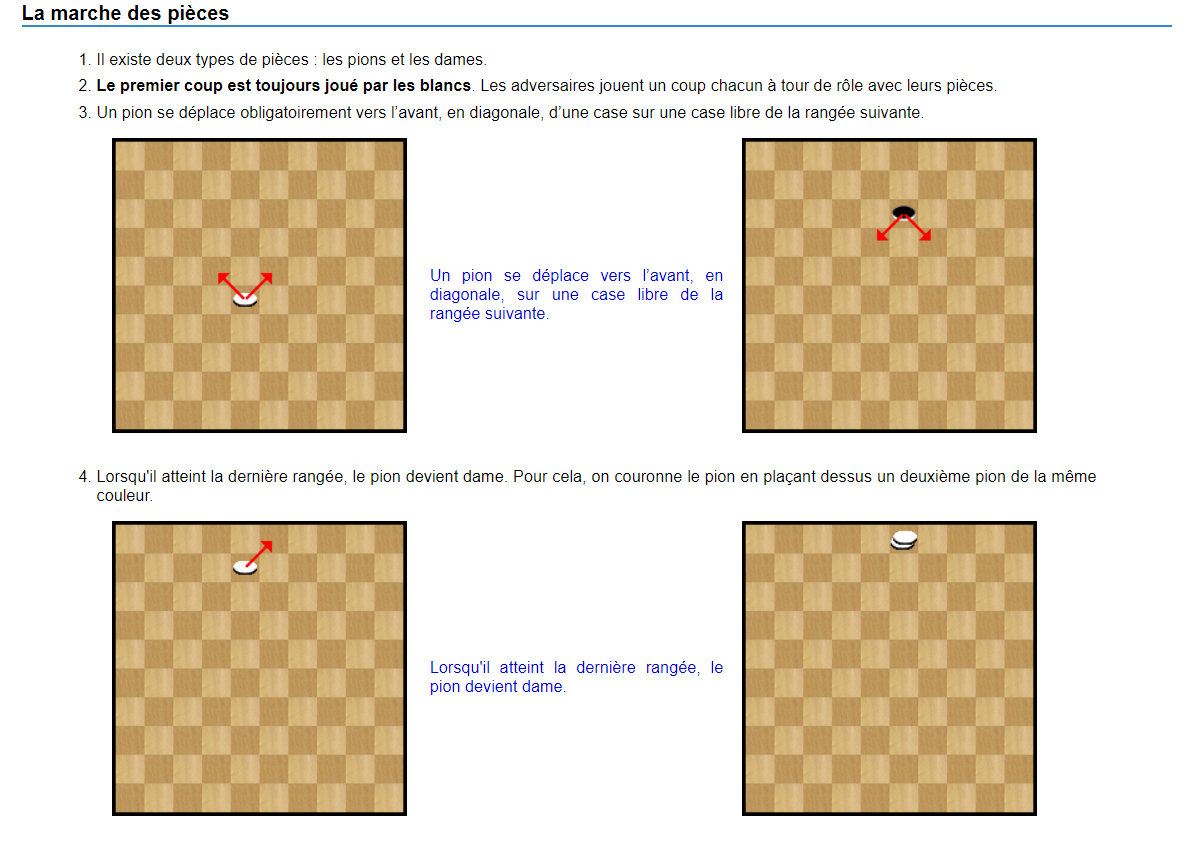 La marche des pièces
1. Il existe deux types de pièces : les pions et les dames.
2. Le premier coup est toujours joué par les blancs. Les adversaires jouent un coup chacun à tour de rôle avec leurs pièces.
3. Un pion se déplace obligatoirement vers l’avant, en diagonale, d’une case sur une case libre de la rangée suivante.
Un pion se déplace vers l’avant, en
diagonale, sur une case libre de la
rangée suivante.
4. Lorsqu'il atteint la dernière rangée, le pion devient dame. Pour cela, on couronne le pion en plaçant dessus un deuxième pion de la même
couleur.
Lorsqu'il atteint la dernière rangée, le
pion devient dame.